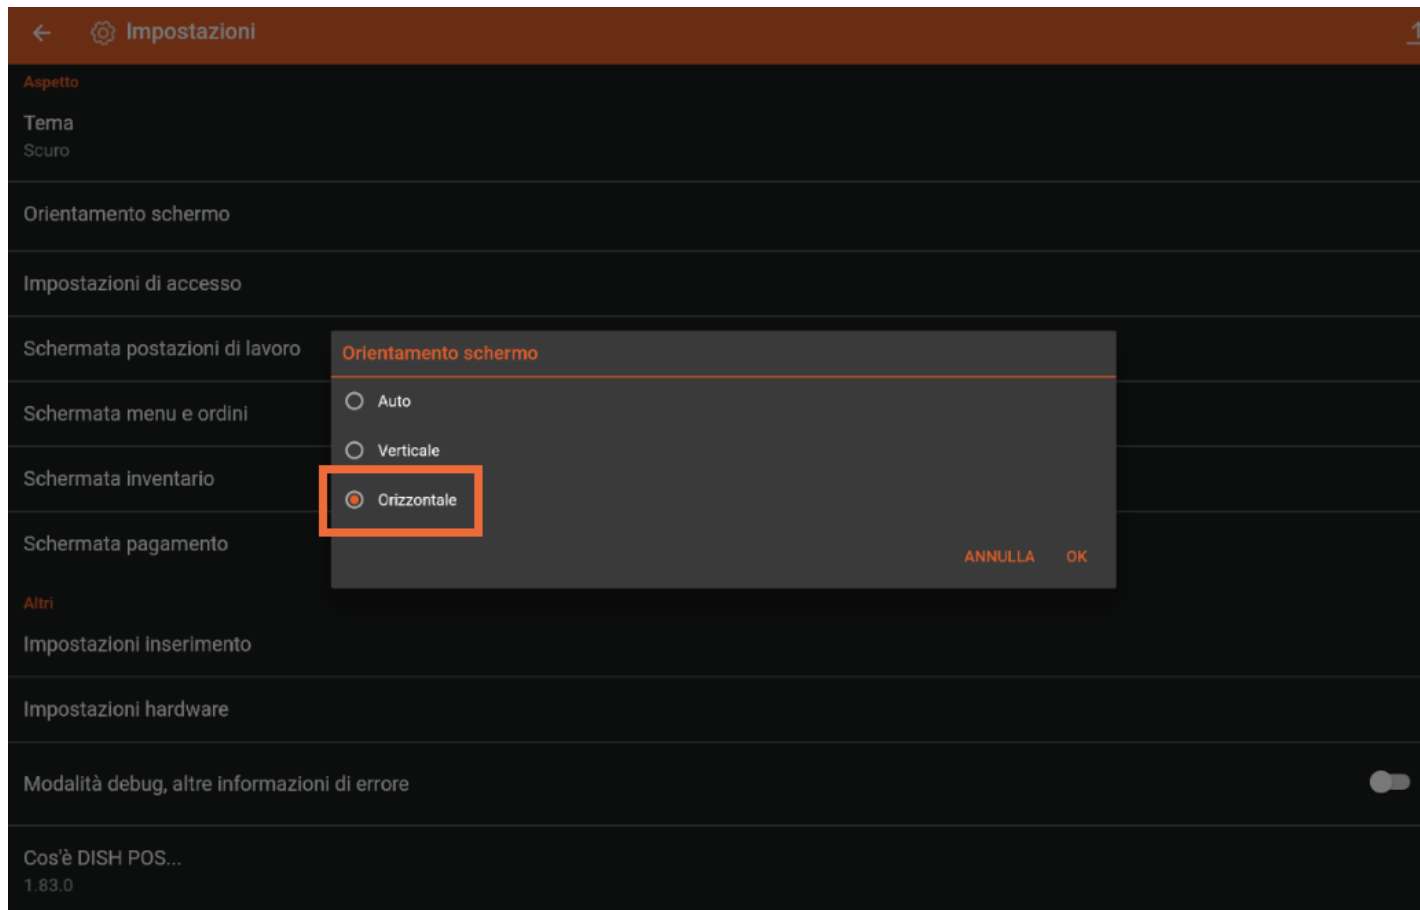 Impostazioni
Aspetto
Tema
Scuro
Orientamento schermo
Impostazioni di accesso
Schermata postazioni di lavoro
Schermata menu e ordini
Schermata inventario
Schermata pagamento
Orientamento schermo
Auto
Verticale
Orizzontale
ANNULLA OK
Altri
Impostazioni inserimento
Impostazioni hardware
Modalità debug, altre informazioni di errore
Cos'è DISH POS...
1.83.0